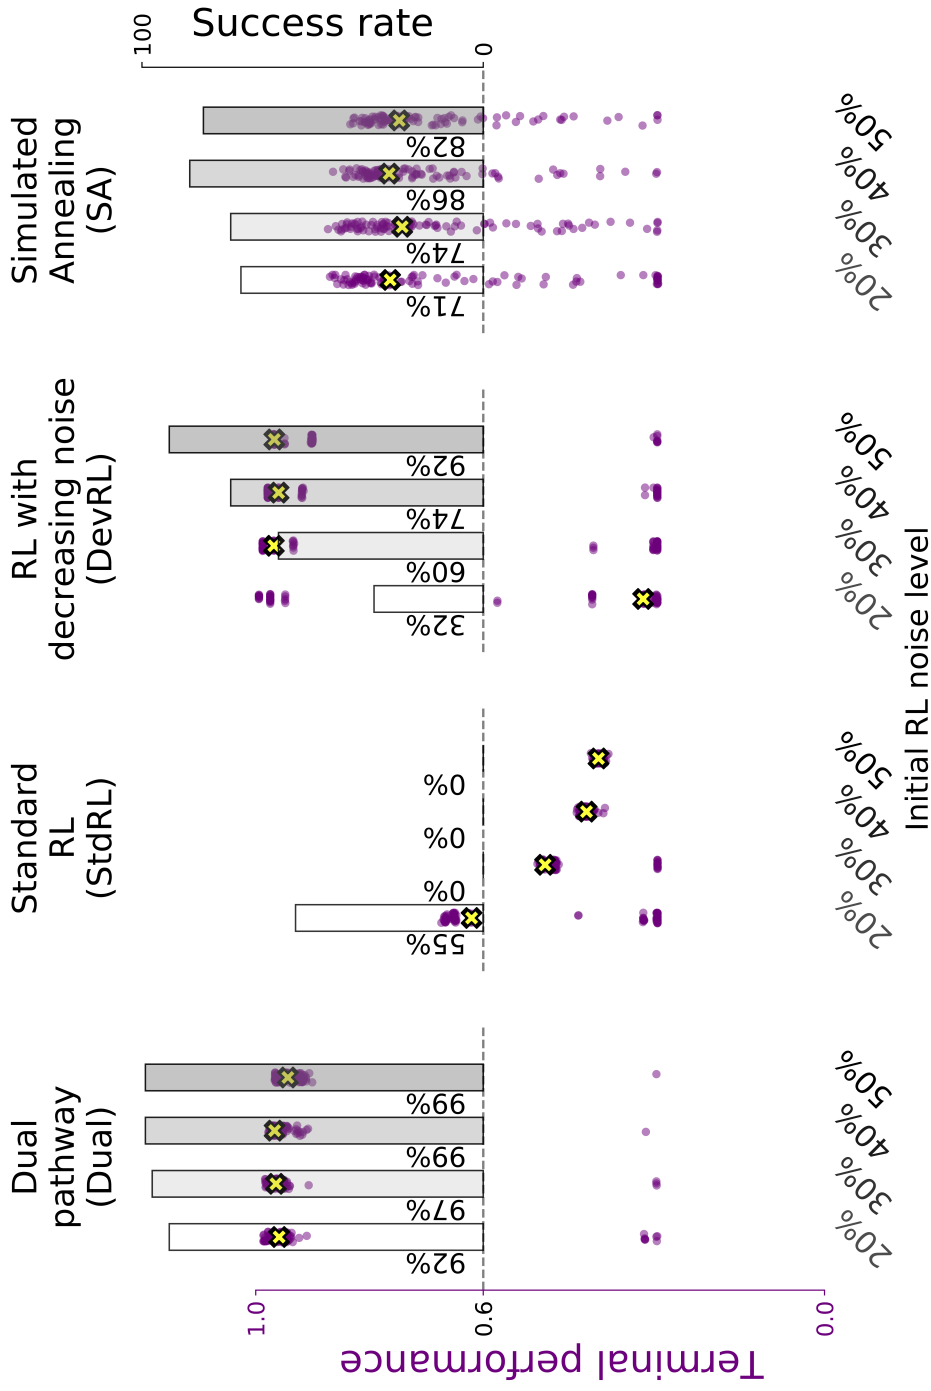 Dual
pathway
(Dual)
Standard
RL
(StdRL)
RL with
decreasing noise
(DevRL)
Simulated
Annealing
(SA)
Terminal performance
1.0
0.6
0.0
Success rate
100
0
92%
97%
99%
99%
55%
0%
0%
0%
32%
60%
74%
92%
71%
74%
86%
82%
20%
30%
40%
50%
20%
30%
40%
50%
20%
30%
40%
50%
20%
30%
40%
50%
Initial RL noise level